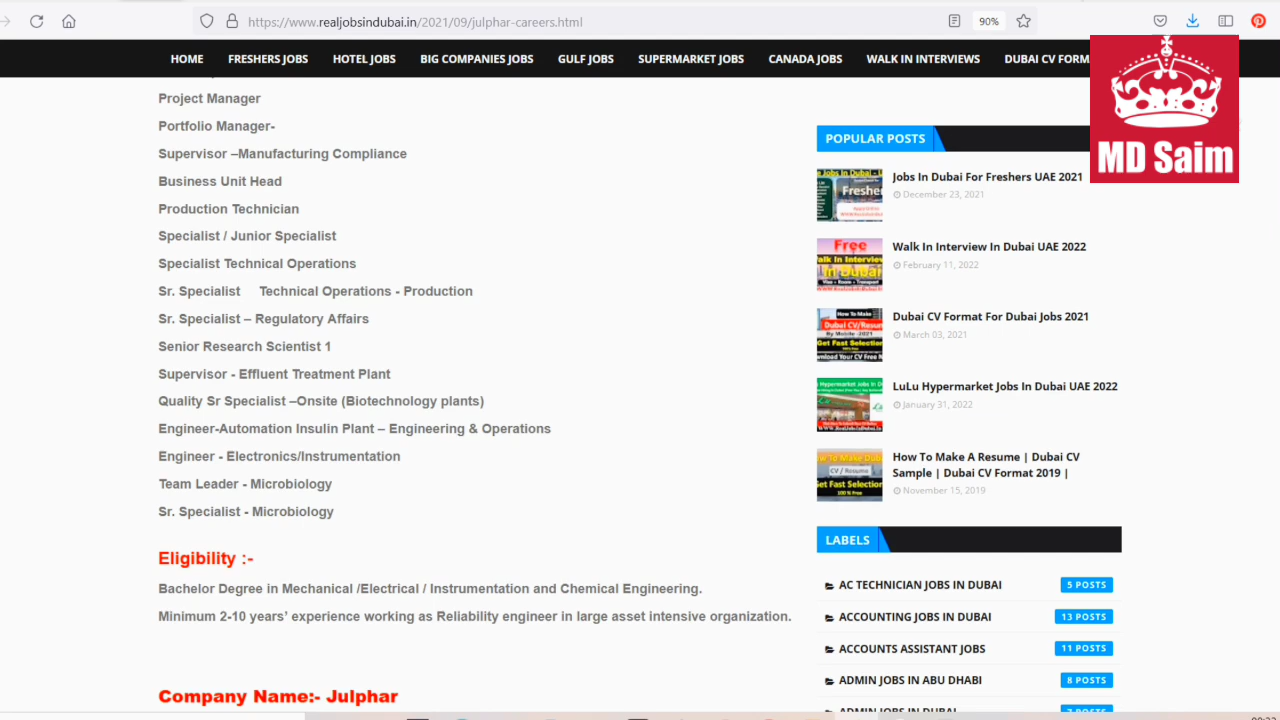 https://www.realjobsindubai.in/2021/09/julphar-careers.html
90%
HOME
FRESHERS JOBS
HOTEL JOBS
BIG COMPANIES JOBS
GULF JOBS
SUPERMARKET JOBS
CANADA JOBS
WALK IN INTERVIEWS
DUBAI CV FORM
MD Saim
Project Manager
Portfolio Manager-
Supervisor –Manufacturing Compliance
Business Unit Head
Production Technician
Specialist / Junior Specialist
Specialist Technical Operations
Sr. Specialist Technical Operations - Production
Sr. Specialist – Regulatory Affairs
Senior Research Scientist 1
Supervisor - Effluent Treatment Plant
Quality Sr Specialist –Onsite (Biotechnology plants)
Engineer-Automation Insulin Plant – Engineering & Operations
Engineer - Electronics/Instrumentation
Team Leader - Microbiology
Sr. Specialist - Microbiology
Eligibility :-
Bachelor Degree in Mechanical /Electrical / Instrumentation and Chemical Engineering.
Minimum 2-10 years’ experience working as Reliability engineer in large asset intensive organization.
Company Name:- Julphar
POPULAR POSTS
Jobs In Dubai For Freshers UAE 2021
December 23, 2021
Free
Walk In Interview
In Dubai
Walk In Interview In Dubai UAE 2022
February 11, 2022
How To Make
Dubai CV/Resum
By Mobile -2021
Get Fast Selection
Dubai CV Format For Dubai Jobs 2021
March 03, 2021
LuLu Hypermarket Jobs In Dubai UAE 2022
January 31, 2022
CV / Resume
Get Fast Selection
100 % Free
How To Make A Resume | Dubai CV
Sample | Dubai CV Format 2019 |
November 15, 2019
LABELS
AC TECHNICIAN JOBS IN DUBAI
5 POSTS
ACCOUNTING JOBS IN DUBAI
13 POSTS
ACCOUNTS ASSISTANT JOBS
11 POSTS
ADMIN JOBS IN ABU DHABI
8 POSTS
ADMIN JOBS IN DUBAI
7 POSTS